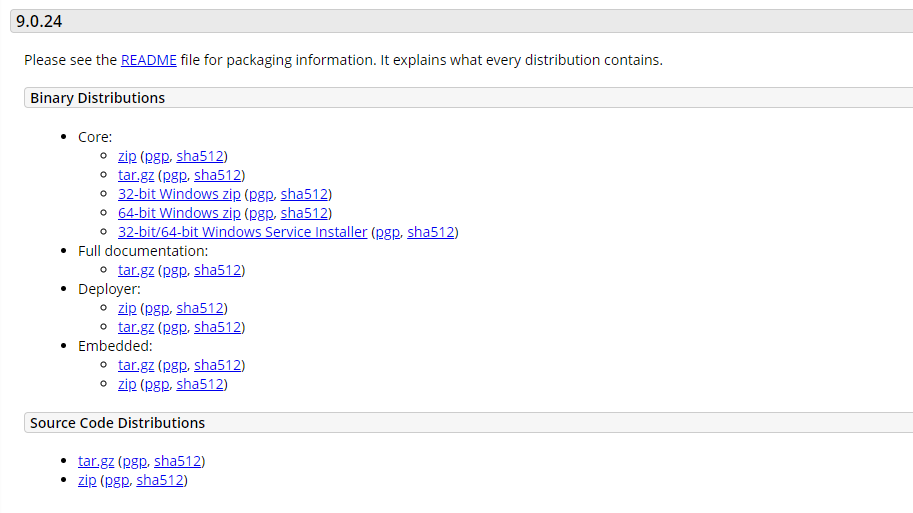 9.0.24
Please see the README file for packaging information. It explains what every distribution contains.
Binary Distributions
Core:
zip (pgp, sha512)
tar.gz (pgp, sha512)
32-bit Windows zip (pgp, sha512)
64-bit Windows zip (pgp, sha512)
32-bit/64-bit Windows Service Installer (pgp, sha512)
Full documentation:
tar.gz (pgp, sha512)
Deployer:
zip (pgp, sha512)
tar.gz (pgp, sha512)
Embedded:
tar.gz (pgp, sha512)
zip (pgp, sha512)
Source Code Distributions
tar.gz (pgp, sha512)
zip (pgp, sha512)